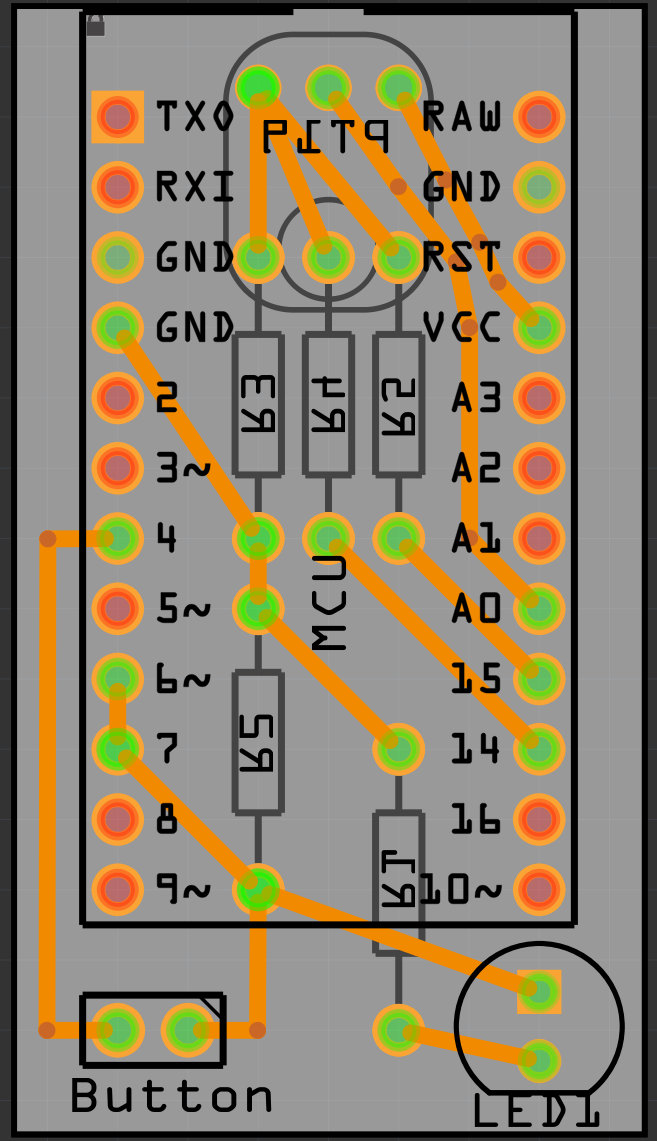 TXO
RAW
RXI
GND
GND
RST
GND
VCC
2
R3
R4
R2
A3
3~
A2
4
A1
5~
MCU
A0
6~
15
7
R5
14
8
16
9~
R1
10~
Button
LED1